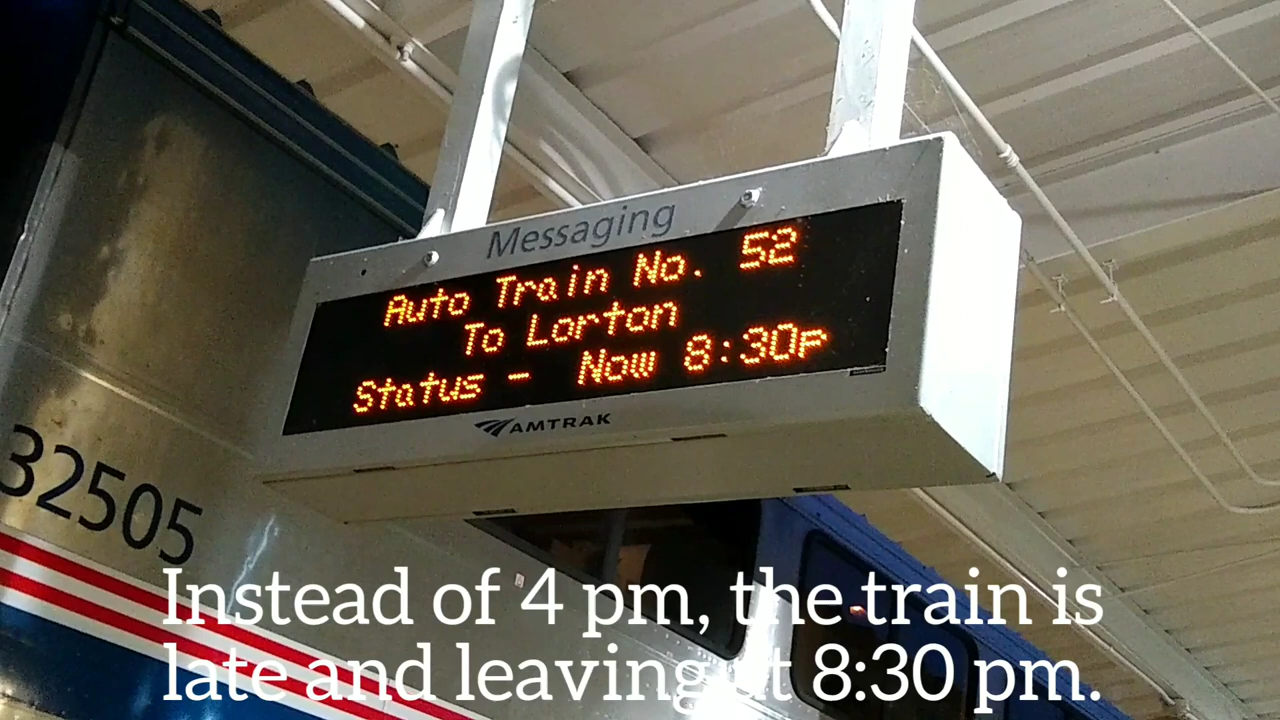 Messaging
Auto Train No. 52
To Lorton
Status - Now 8:30p
AMTRAK
32505
Instead of 4 pm, the train is
late and leaving at 8:30 pm.